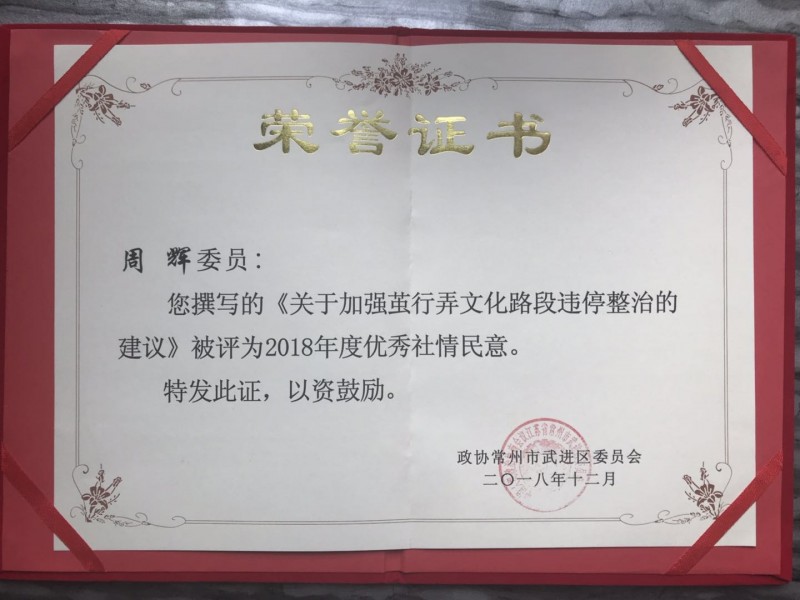 荣誉证书
周辉委员：
您撰写的《关于加强茧行弄文化路段违停整治的
建议》被评为2018年度优秀社情民意。
特发此证，以资鼓励。
政协常州市武进区委员会
二〇一八年十二月